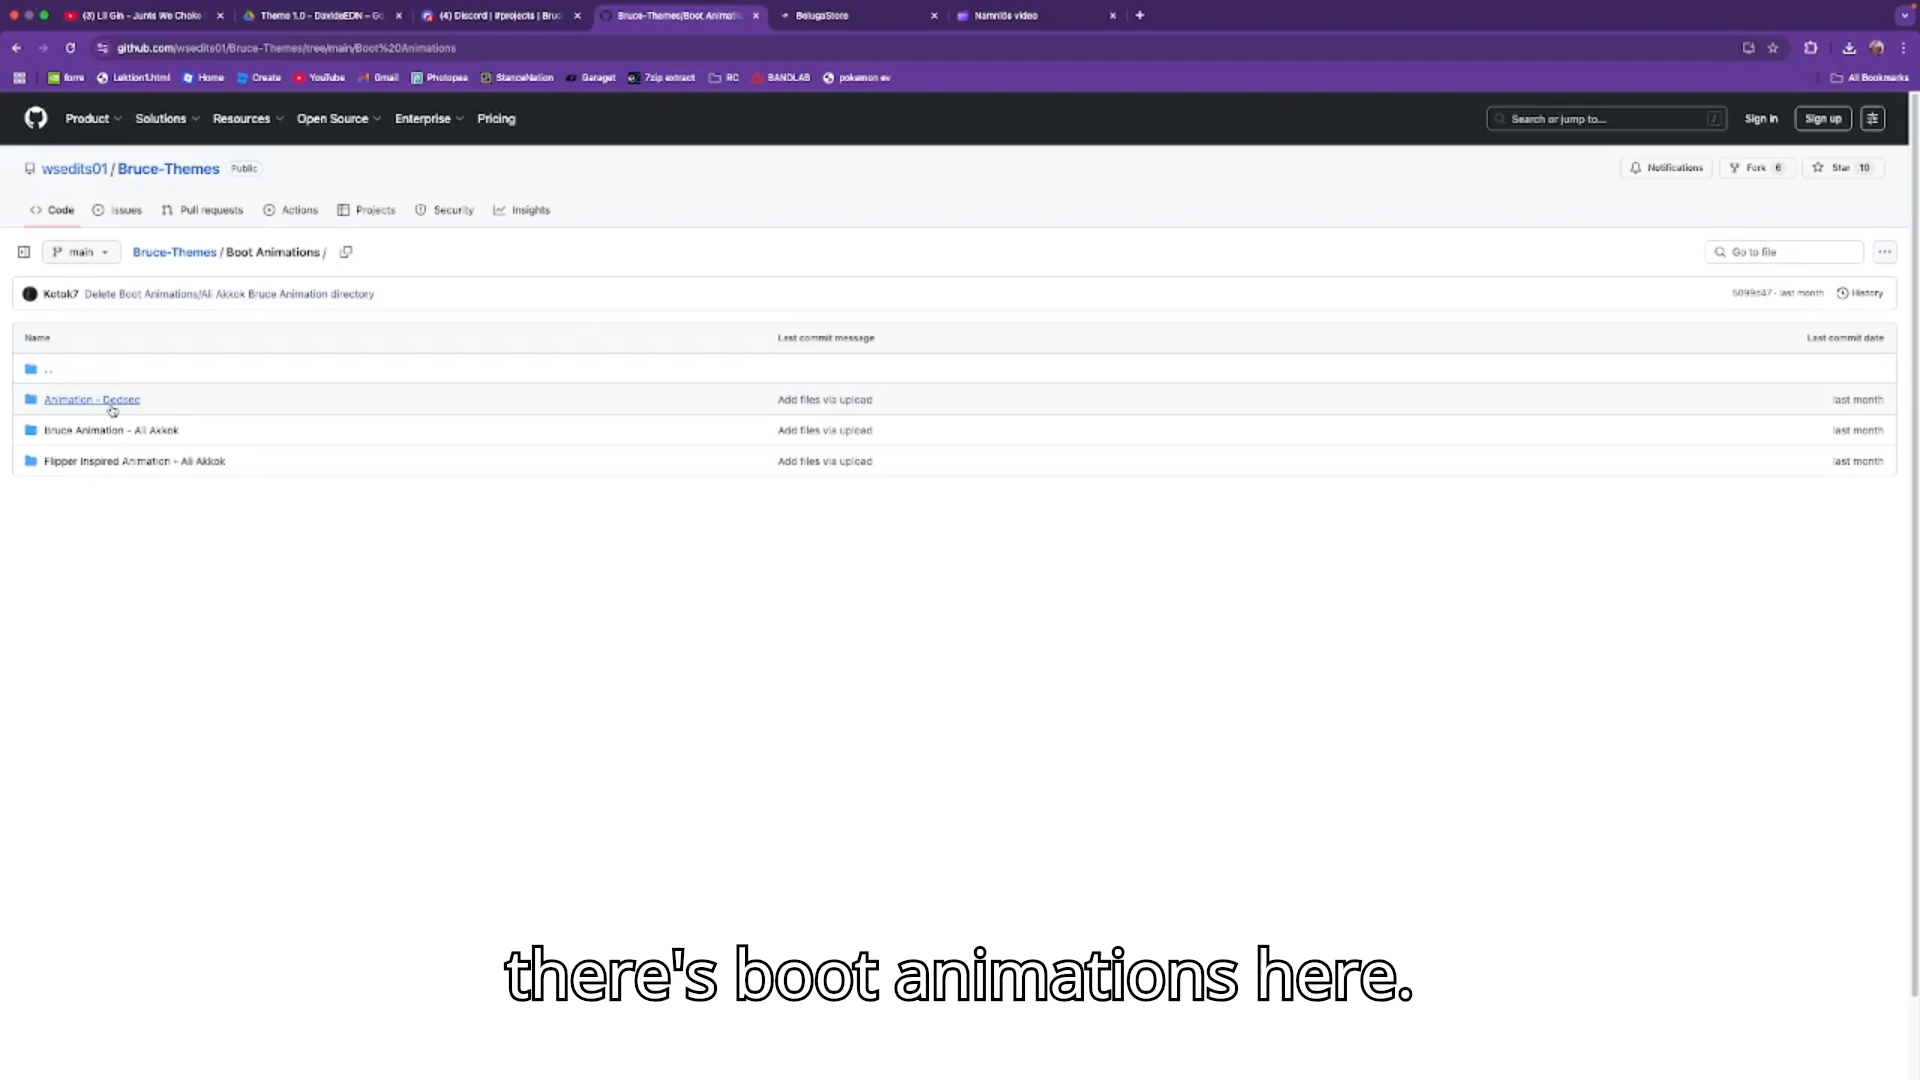 (3) Lil Gin - Junts We Choke
Theme 1.0 - DavideEDN – Go
(4) Discord | #projects | Bruc
Bruce-Themes/Boot Animati
BelugaStore
Namnlös video
github.com/wsedits01/Bruce-Themes/tree/main/Boot%20Animations
forre
Lektion1.html
Home
Create
YouTube
Gmail
Photopea
StanceNation
Garaget
7zip extract
RC
BANDLAB
pokemon ev
All Bookmarks
Product
Solutions
Resources
Open Source
Enterprise
Pricing
Search or jump to...
/
Sign in
Sign up
wsedits01 / Bruce-Themes
Public
Notifications
Fork 6
Star 10
Code
Issues
Pull requests
Actions
Projects
Security
Insights
main
Bruce-Themes / Boot Animations /
Go to file
Kotok7 Delete Boot Animations/Ali Akkok Bruce Animation directory
last month
History
Name
Last commit message
Last commit date
..
Animation - Dedsec
Add files via upload
last month
Bruce Animation - Ali Akkok
Add files via upload
last month
Flipper Inspired Animation - Ali Akkok
Add files via upload
last month
there's boot animations here.